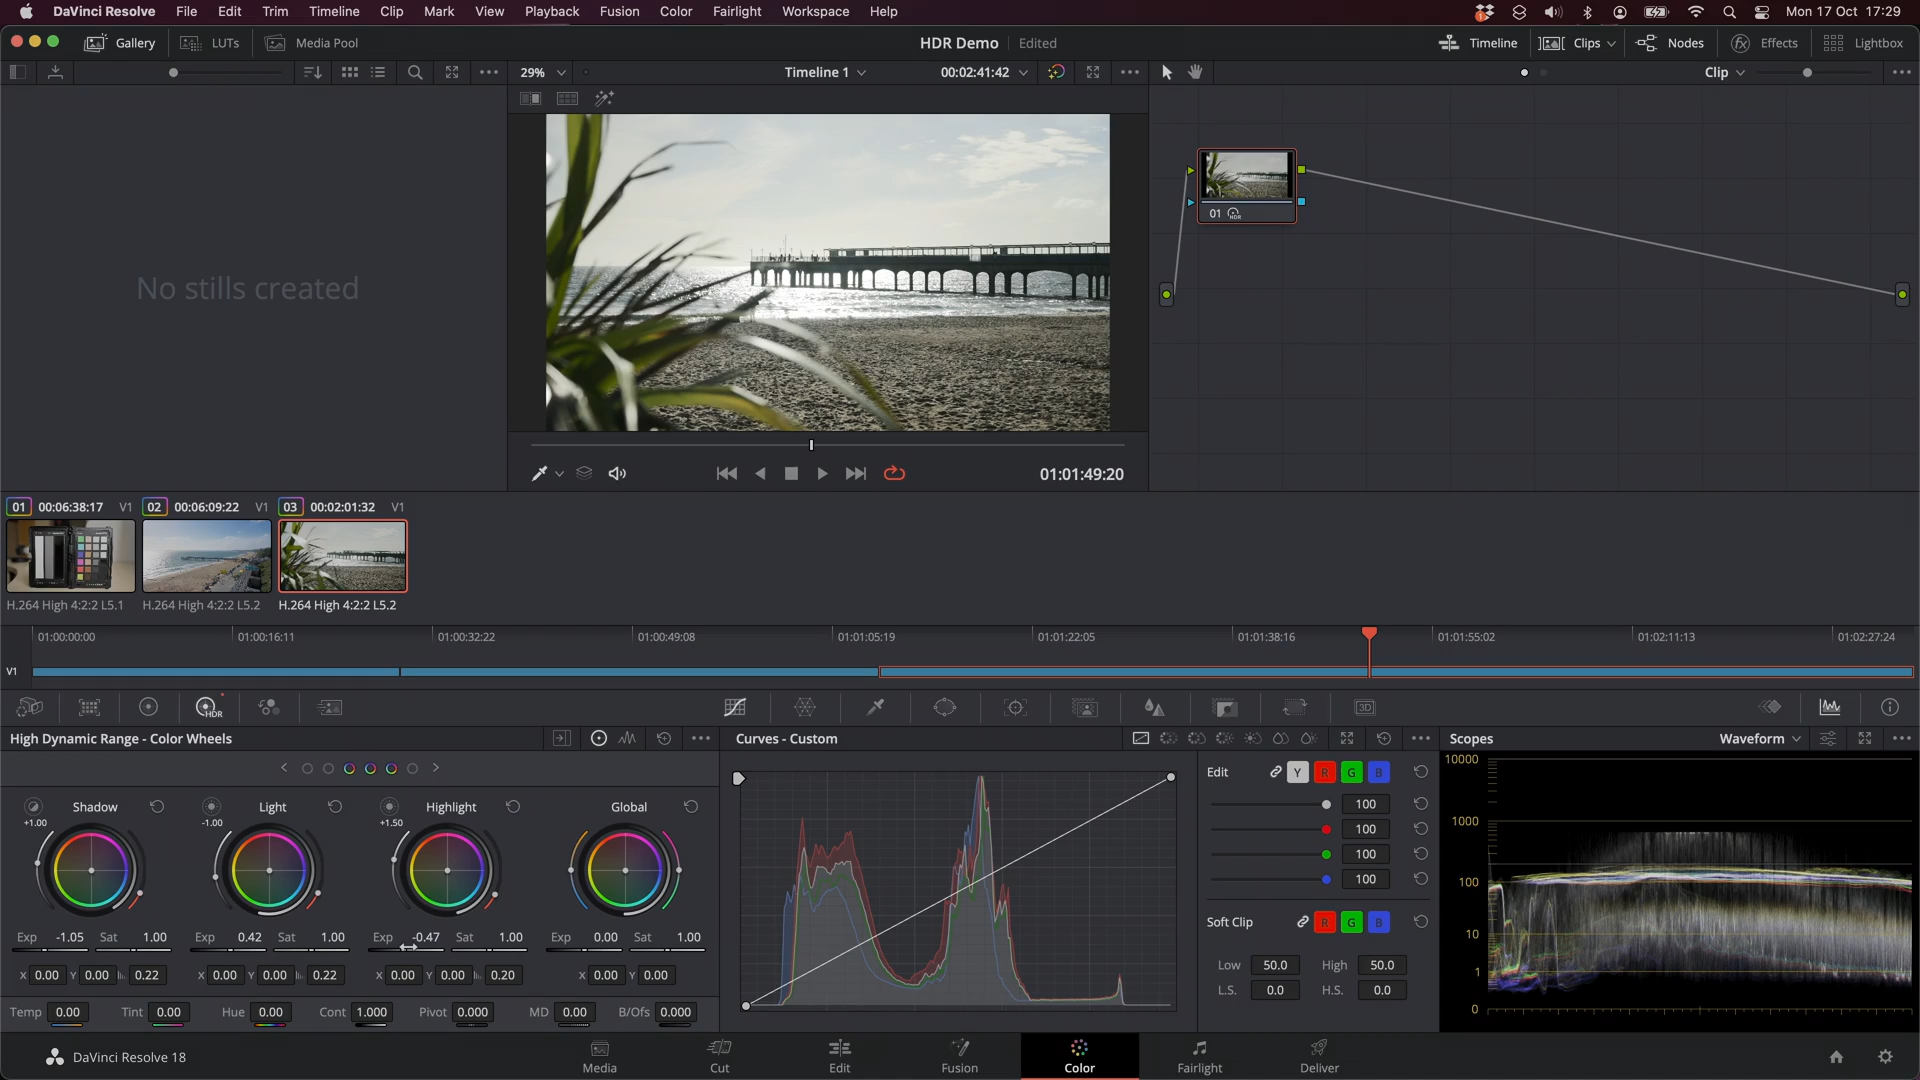 DaVinci Resolve File Edit Trim Timeline Clip Mark View Playback Fusion Color Fairlight Workspace Help
Mon 17 Oct 17:29
Gallery LUTs Media Pool
HDR Demo Edited
Timeline Clips Nodes Effects Lightbox
29% Timeline 1 00:02:41:42
Clip
No stills created
01 HDR
01:01:49:20
01 00:06:38:17 V1 02 00:06:09:22 V1 03 00:02:01:32 V1
H.264 High 4:2:2 L5.1 H.264 High 4:2:2 L5.2 H.264 High 4:2:2 L5.2
01:00:00:00 01:00:16:11 01:00:32:22 01:00:49:08 01:01:05:19 01:01:22:05 01:01:38:16 01:01:55:02 01:02:11:13 01:02:27:24
V1
HDR
3D
High Dynamic Range - Color Wheels
Shadow Light Highlight Global
+1.00 -1.00 +1.50
Exp -1.05 Sat 1.00 Exp 0.42 Sat 1.00 Exp -0.47 Sat 1.00 Exp 0.00 Sat 1.00
X 0.00 Y 0.00 0.22 X 0.00 Y 0.00 0.22 X 0.00 Y 0.00 0.20 X 0.00 Y 0.00
Temp 0.00 Tint 0.00 Hue 0.00 Cont 1.000 Pivot 0.000 MD 0.00 B/Ofs 0.000
Curves - Custom
Edit Y R G B
100
100
100
100
Soft Clip R G B
Low 50.0 High 50.0
L.S. 0.0 H.S. 0.0
Scopes Waveform
10000
1000
100
10
1
0
DaVinci Resolve 18
Media Cut Edit Fusion Color Fairlight Deliver